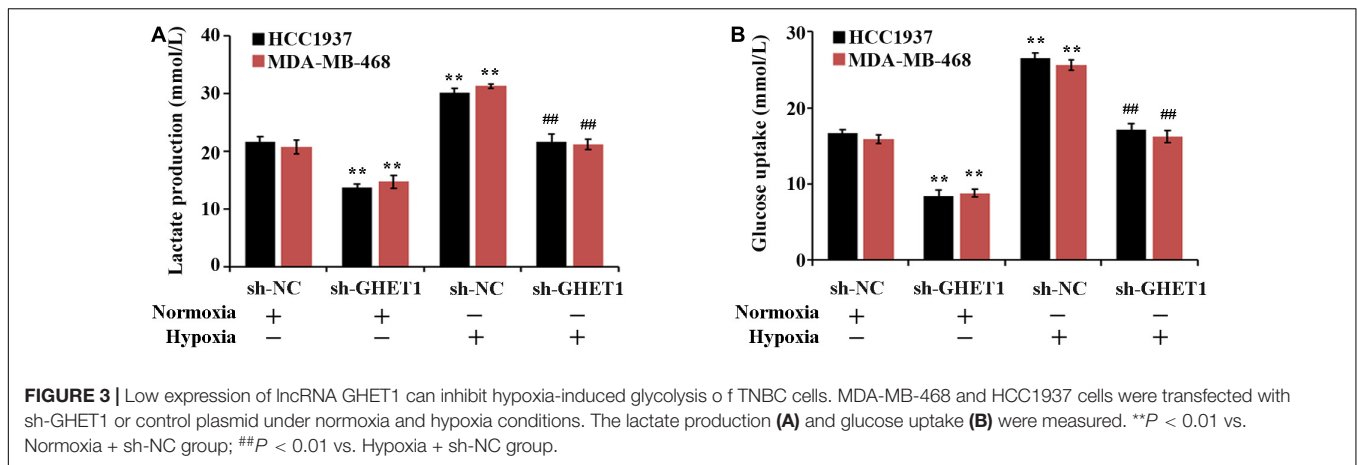 A
HCC1937
MDA-MB-468
Lactate production (mmol/L)
40
30
20
10
0
** **
** **
## ##
sh-NC sh-GHET1 sh-NC sh-GHET1
Normoxia + + − −
Hypoxia − − + +
B
HCC1937
MDA-MB-468
Glucose uptake (mmol/L)
30
20
10
0
** **
** **
## ##
sh-NC sh-GHET1 sh-NC sh-GHET1
Normoxia + + − −
Hypoxia − − + +
FIGURE 3 | Low expression of lncRNA GHET1 can inhibit hypoxia-induced glycolysis o f TNBC cells. MDA-MB-468 and HCC1937 cells were transfected with
sh-GHET1 or control plasmid under normoxia and hypoxia conditions. The lactate production (A) and glucose uptake (B) were measured. **P < 0.01 vs.
Normoxia + sh-NC group; ##P < 0.01 vs. Hypoxia + sh-NC group.